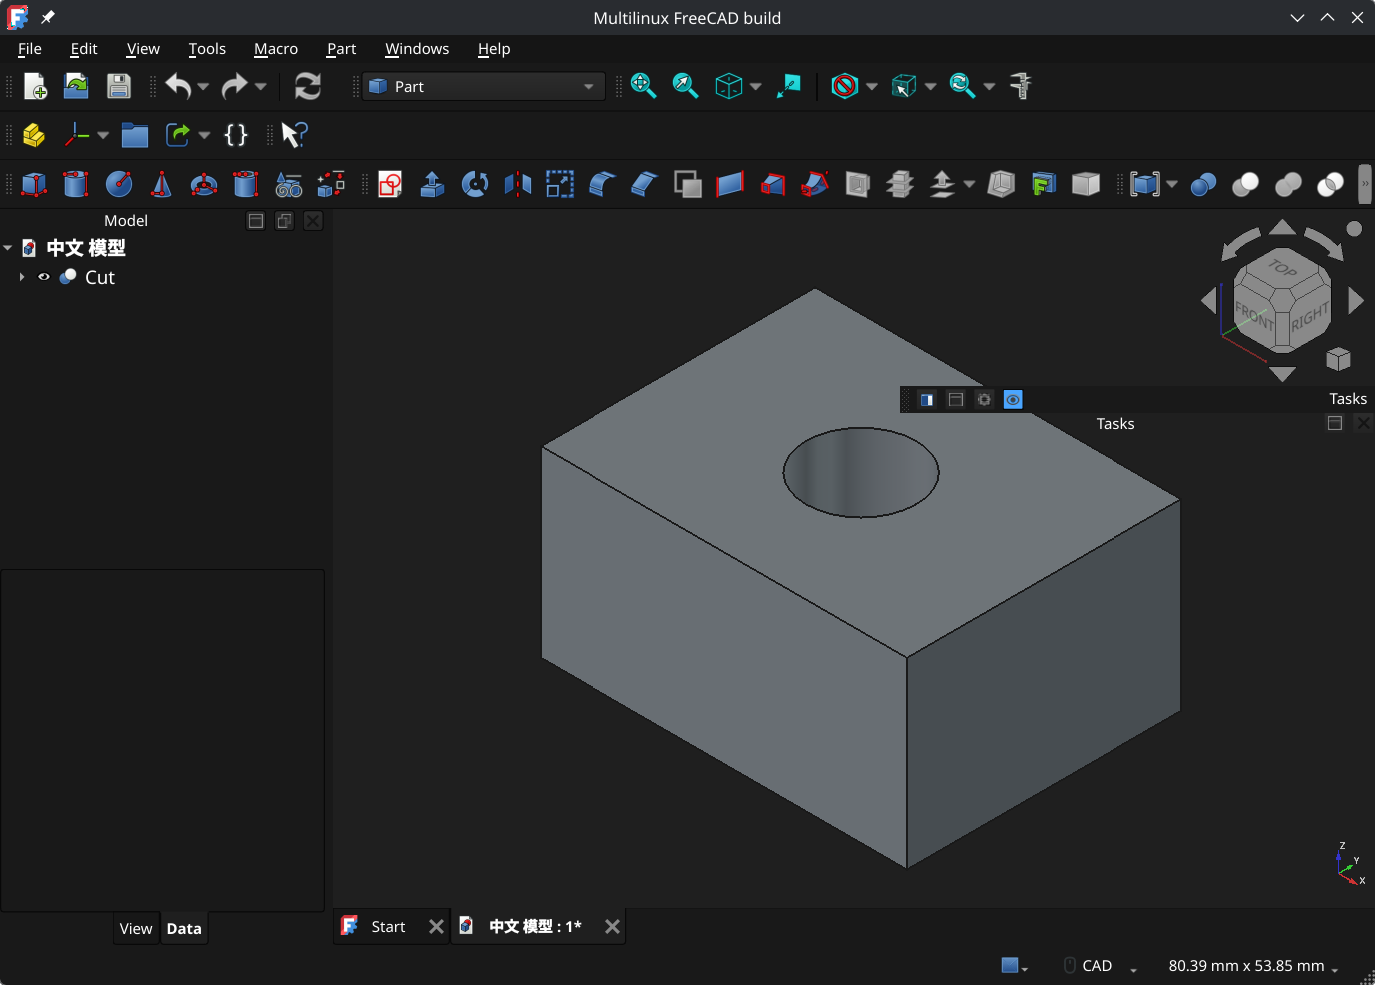 Multilinux FreeCAD build
File Edit View Tools Macro Part Windows Help
Part
Model
中文 模型
Cut
TOP
FRONT
RIGHT
Tasks
Tasks
Z
Y
X
View Data
Start 中文 模型 : 1*
CAD 80.39 mm x 53.85 mm